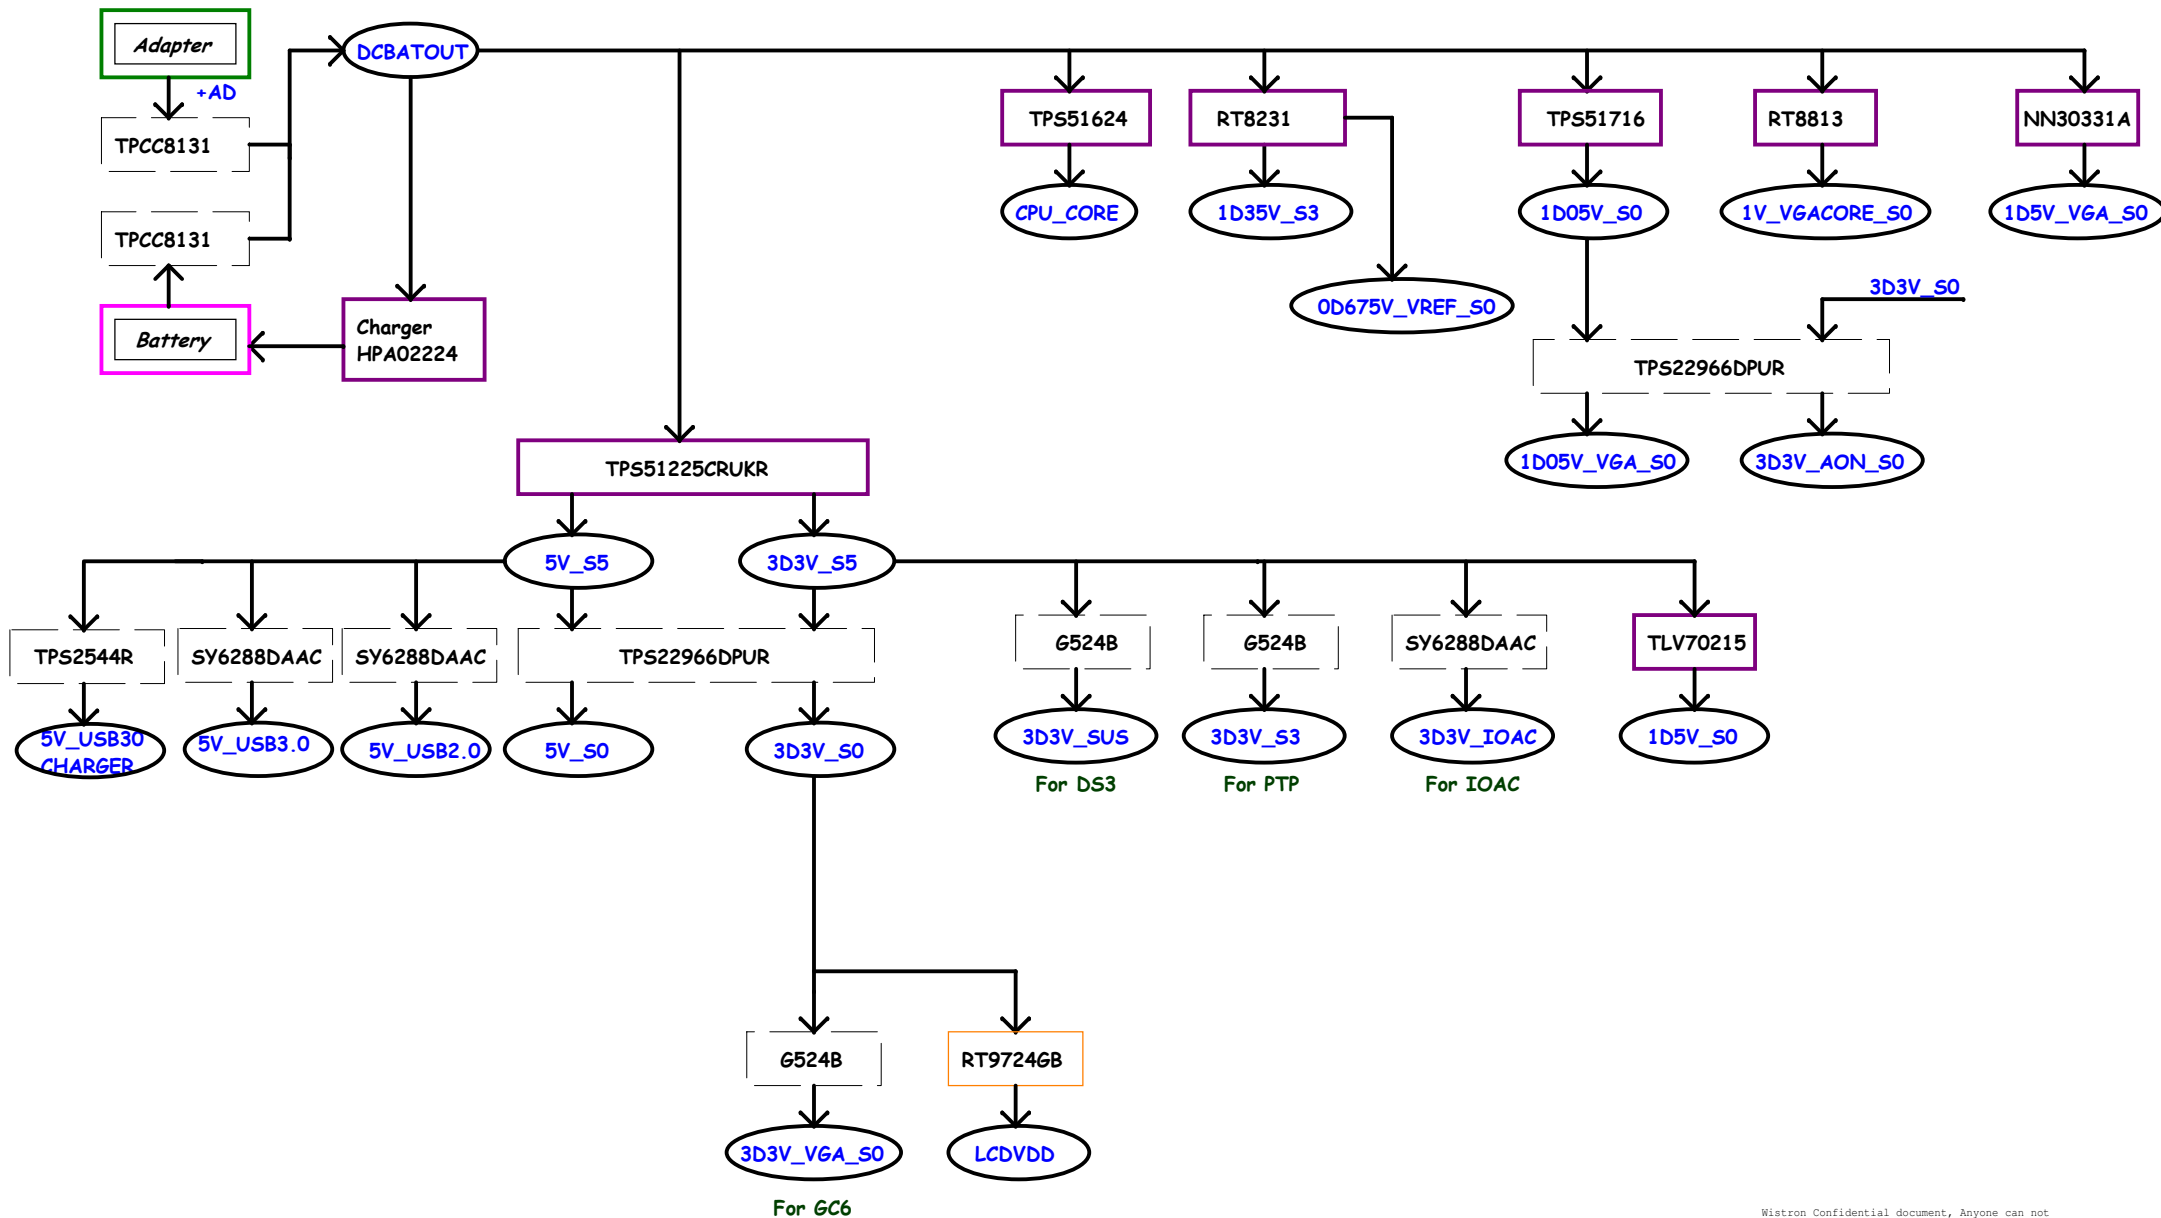 Adapter
DCBATOUT
+AD
TPCC8131
TPS51624
RT8231
TPS51716
RT8813
NN30331A
TPCC8131
CPU_CORE
1D35V_S3
1D05V_S0
1V_VGACORE_S0
1D5V_VGA_S0
Battery
Charger
HPA02224
0D675V_VREF_S0
3D3V_S0
TPS22966DPUR
TPS51225CRUKR
1D05V_VGA_S0
3D3V_AON_S0
5V_S5
3D3V_S5
TPS2544R
SY6288DAAC
SY6288DAAC
TPS22966DPUR
G524B
G524B
SY6288DAAC
TLV70215
5V_USB30
CHARGER
5V_USB3.0
5V_USB2.0
5V_S0
3D3V_S0
3D3V_SUS
3D3V_S3
3D3V_IOAC
1D5V_S0
For DS3
For PTP
For IOAC
G524B
RT9724GB
3D3V_VGA_S0
LCDVDD
For GC6
Wistron Confidential document, Anyone can not